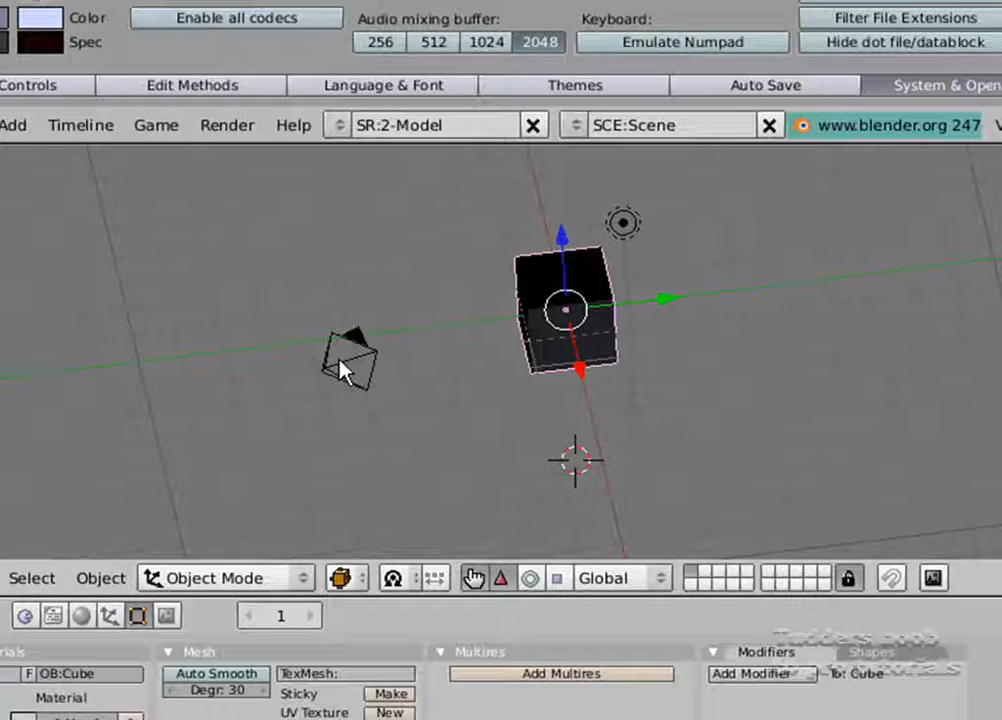 Color Enable all codecs Audio mixing buffer: Keyboard: Filter File Extensions
Spec 256 512 1024 2048 Emulate Numpad Hide dot file/datablock
Controls Edit Methods Language & Font Themes Auto Save System & Open
Add Timeline Game Render Help SR:2-Model SCE:Scene www.blender.org 247 V
Select Object Object Mode Global
1
rials Mesh Multires Modifiers Shapes
F OB:Cube Auto Smooth TexMesh: Add Multires Add Modifier To: Cube
Degr: 30 Sticky Make
Material UV Texture New